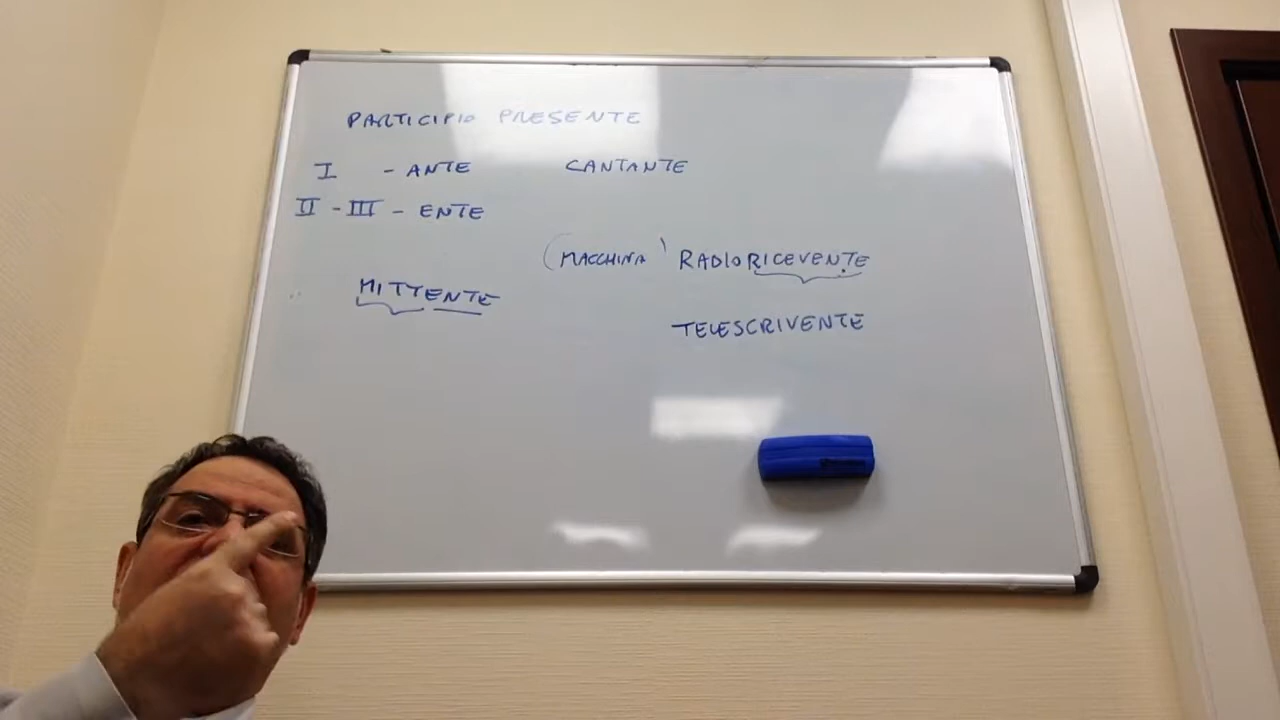 PARTICIPIO PRESENTE
I - ANTE CANTANTE
II - III - ENTE
(MACCHINA) RADIORICEVENTE
MITTENTE
TELESCRIVENTE